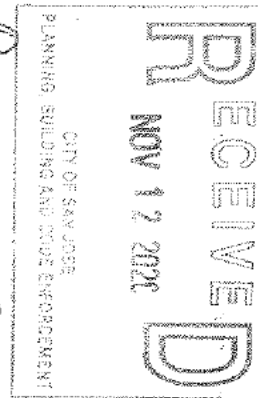 RECEIVED
NOV 12 2020
CITY OF SAN JOSE
PLANNING, BUILDING AND CODE ENFORCEMENT